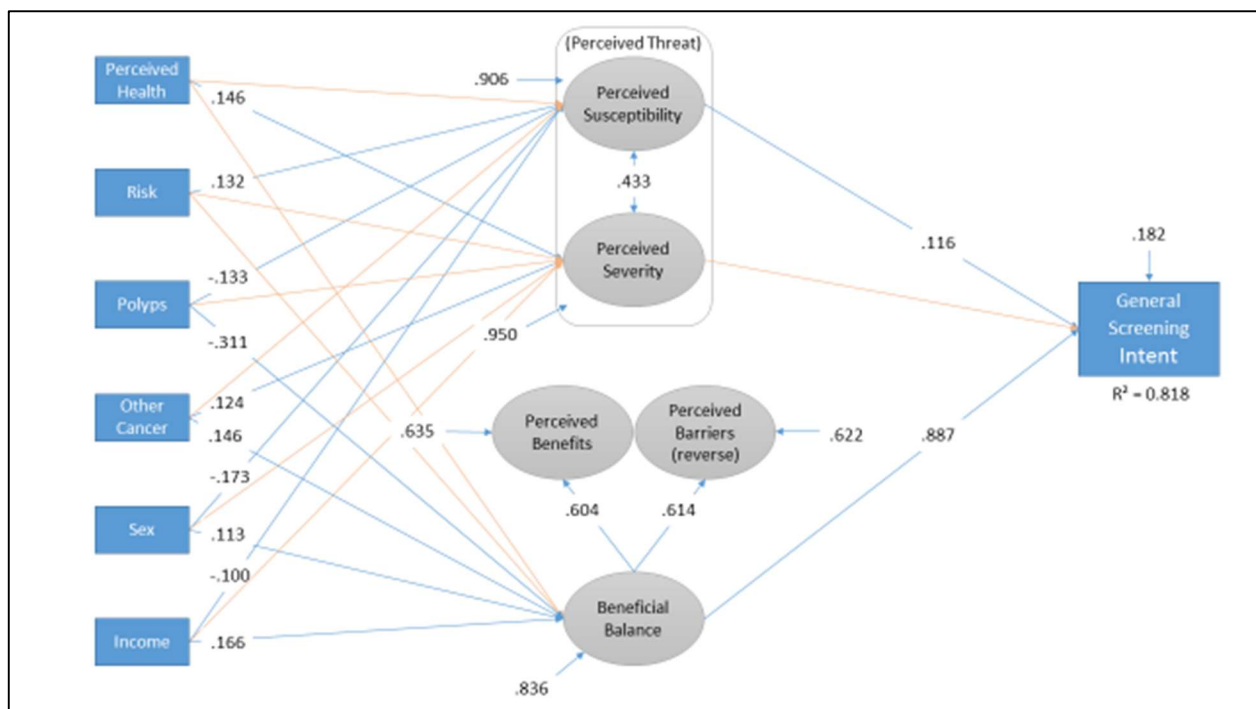 (Perceived Threat)
Perceived
Health
.906
Perceived
Susceptibility
.146
Risk
.132
.433
.116
.182
Perceived
Severity
Polyps
-.133
General
Screening
Intent
-.311
.950
R² = 0.818
Other
Cancer
.124
.146
.635
Perceived
Benefits
Perceived
Barriers
(reverse)
.622
.887
-.173
Sex
.113
.604
.614
-.100
Income
.166
Beneficial
Balance
.836